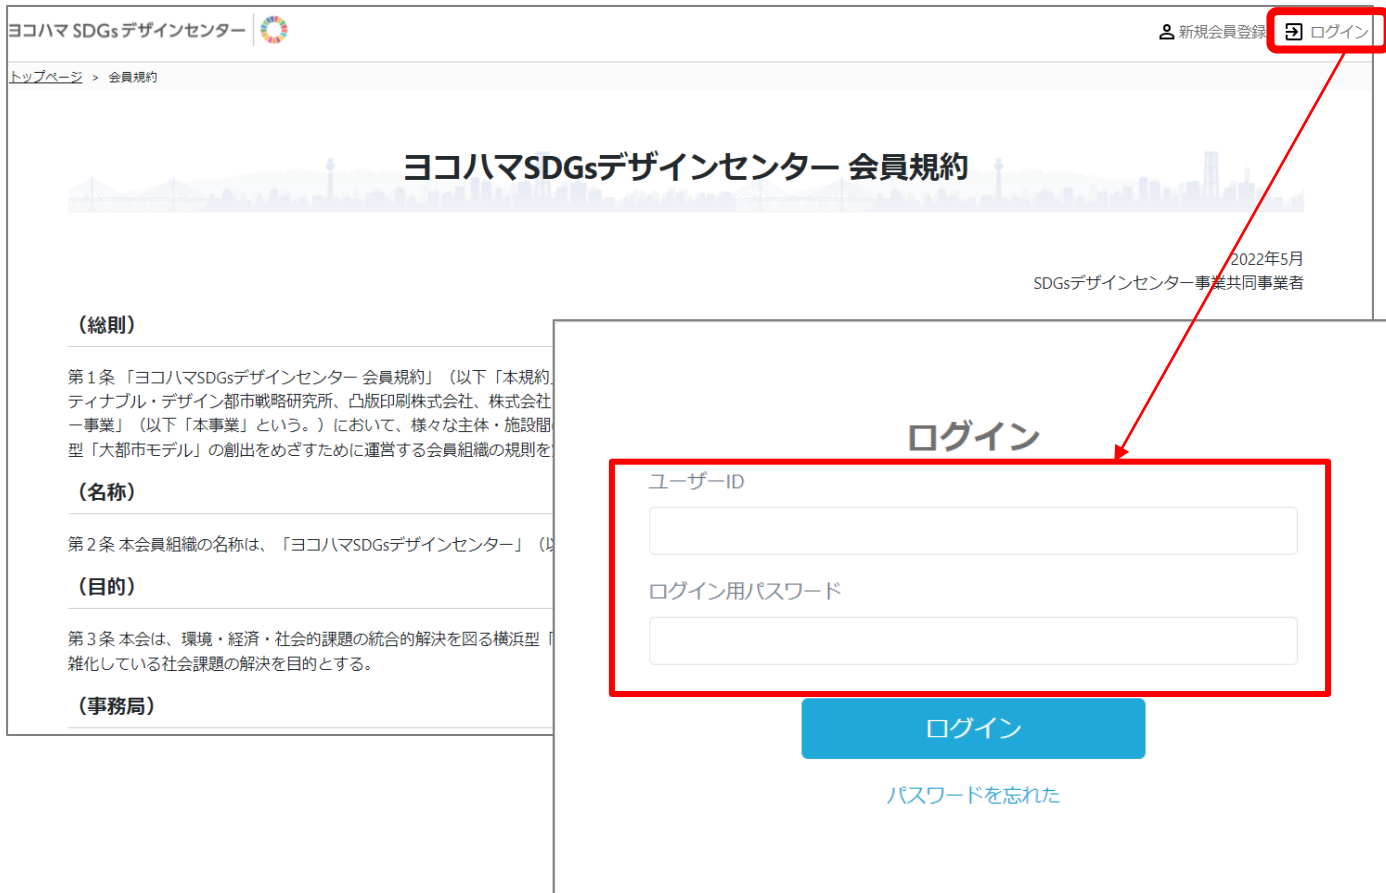 ヨコハマ SDGs デザインセンター
新規会員登録
ログイン
トップページ > 会員規約
ヨコハマSDGsデザインセンター 会員規約
2022年5月
SDGsデザインセンター事業共同事業者
（総則）
第１条 「ヨコハマSDGsデザインセンター 会員規約」（以下「本規約」
ティナブル・デザイン都市戦略研究所、凸版印刷株式会社、株式会社
ー事業」（以下「本事業」という。）において、様々な主体・施設間
型「大都市モデル」の創出をめざすために運営する会員組織の規則を
（名称）
第２条 本会員組織の名称は、「ヨコハマSDGsデザインセンター」（以
（目的）
第３条 本会は、環境・経済・社会的課題の統合的解決を図る横浜型「
雑化している社会課題の解決を目的とする。
（事務局）
ログイン
ユーザーID
ログイン用パスワード
ログイン
パスワードを忘れた